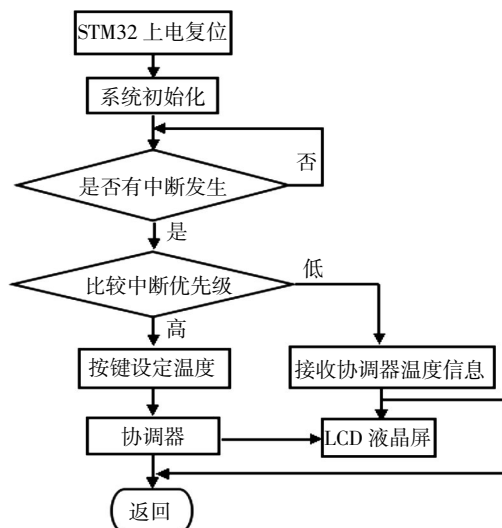 STM32 上电复位
系统初始化
否
是否有中断发生
是
比较中断优先级
低
高
按键设定温度
接收协调器温度信息
协调器
LCD 液晶屏
返回